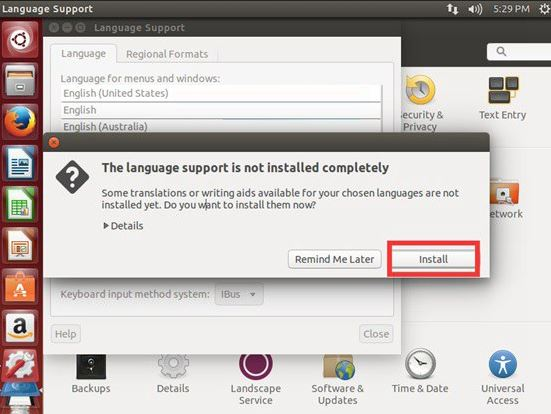 Language Support
5:29 PM
Language Support
Language
Regional Formats
Language for menus and windows:
English (United States)
English
English (Australia)
Security &
Privacy
Text Entry
The language support is not installed completely
Some translations or writing aids available for your chosen languages are not
installed yet. Do you want to install them now?
Details
Remind Me Later
Install
Keyboard input method system:
IBus
Help
Close
Backups
Details
Landscape
Service
Software &
Updates
Time & Date
Universal
Access